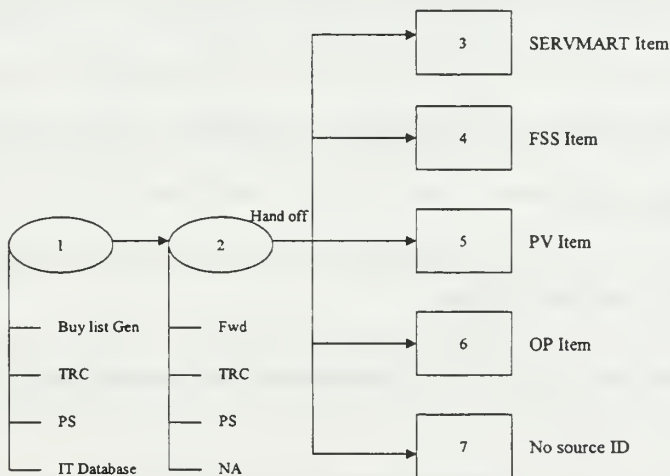 3 SERVMART Item
4 FSS Item
Hand off
1 2 5 PV Item
Buy list Gen Fwd
6 OP Item
TRC TRC
PS PS
7 No source ID
IT Database NA